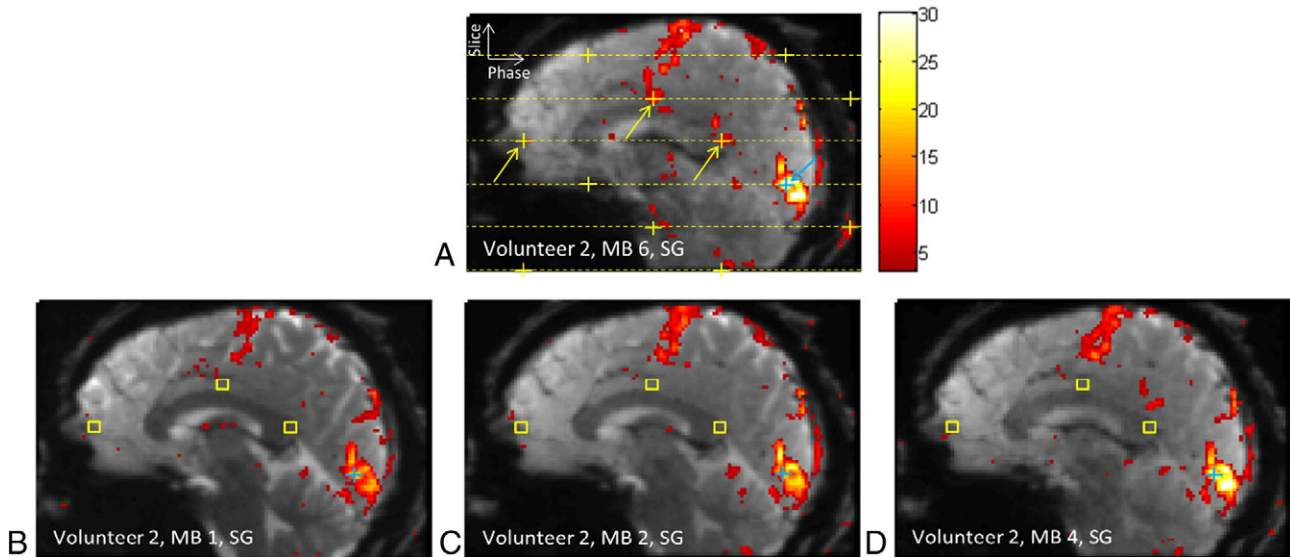 Slice
Phase
30
25
20
15
10
5
A
Volunteer 2, MB 6, SG
B
Volunteer 2, MB 1, SG
C
Volunteer 2, MB 2, SG
D
Volunteer 2, MB 4, SG